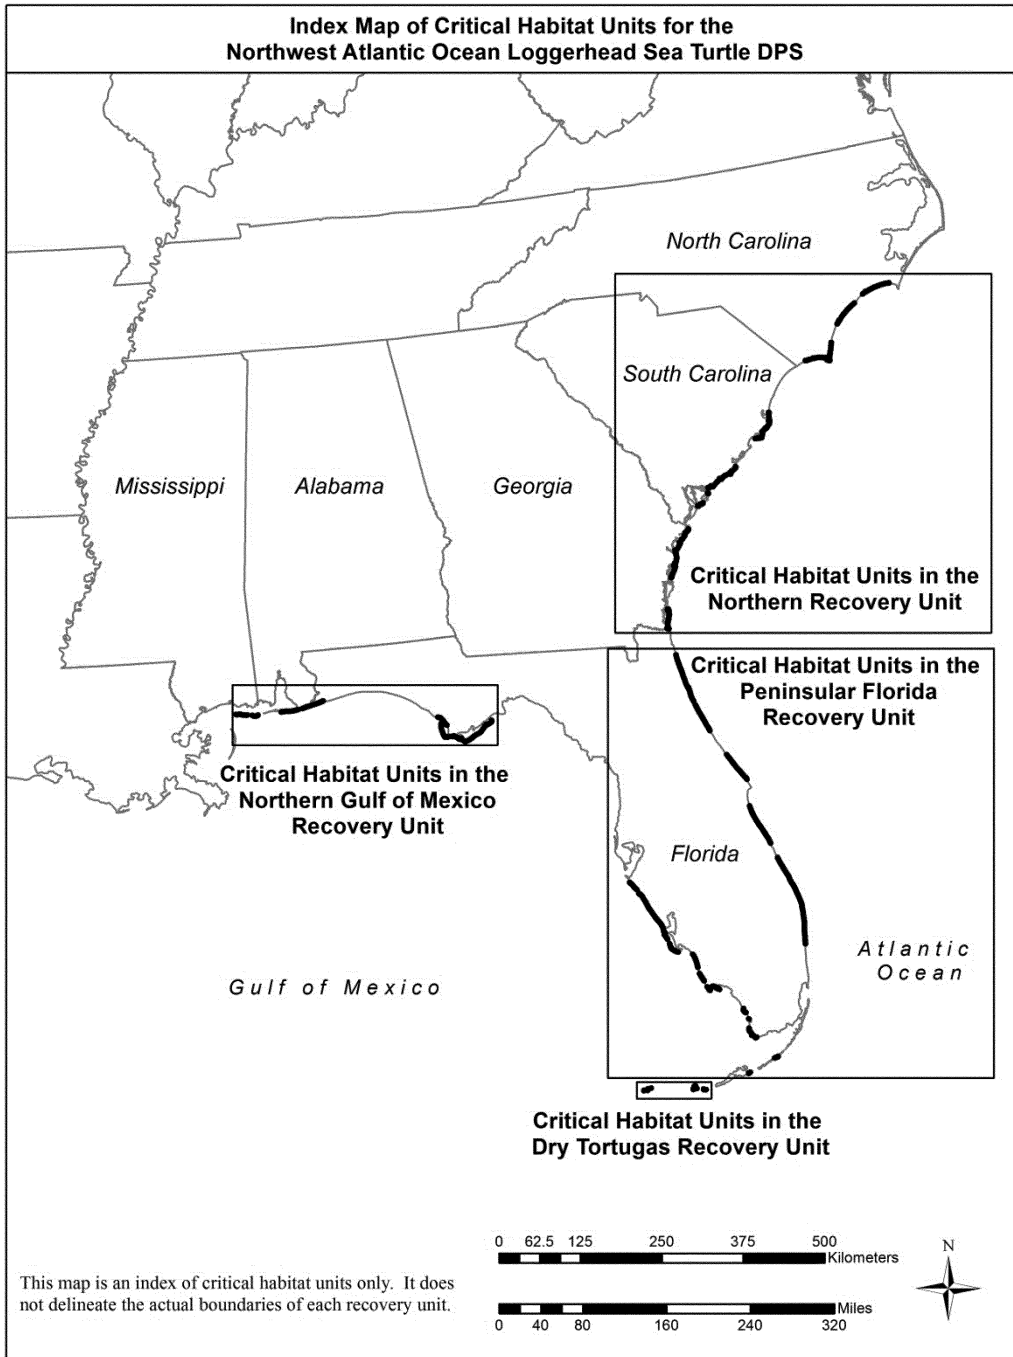 Index Map of Critical Habitat Units for the
Northwest Atlantic Ocean Loggerhead Sea Turtle DPS
North Carolina
South Carolina
Mississippi
Alabama
Georgia
Critical Habitat Units in the
Northern Recovery Unit
Critical Habitat Units in the
Peninsular Florida
Recovery Unit
Critical Habitat Units in the
Northern Gulf of Mexico
Recovery Unit
Florida
Atlantic
Ocean
Gulf of Mexico
Critical Habitat Units in the
Dry Tortugas Recovery Unit
0 62.5 125 250 375 500
Kilometers
Miles
0 40 80 160 240 320
N
This map is an index of critical habitat units only. It does
not delineate the actual boundaries of each recovery unit.